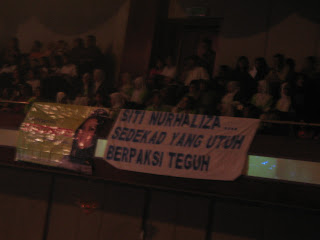 SITI NURHALIZA ....
SEDEKAD YANG UTUH
BERPAKSI TEGUH